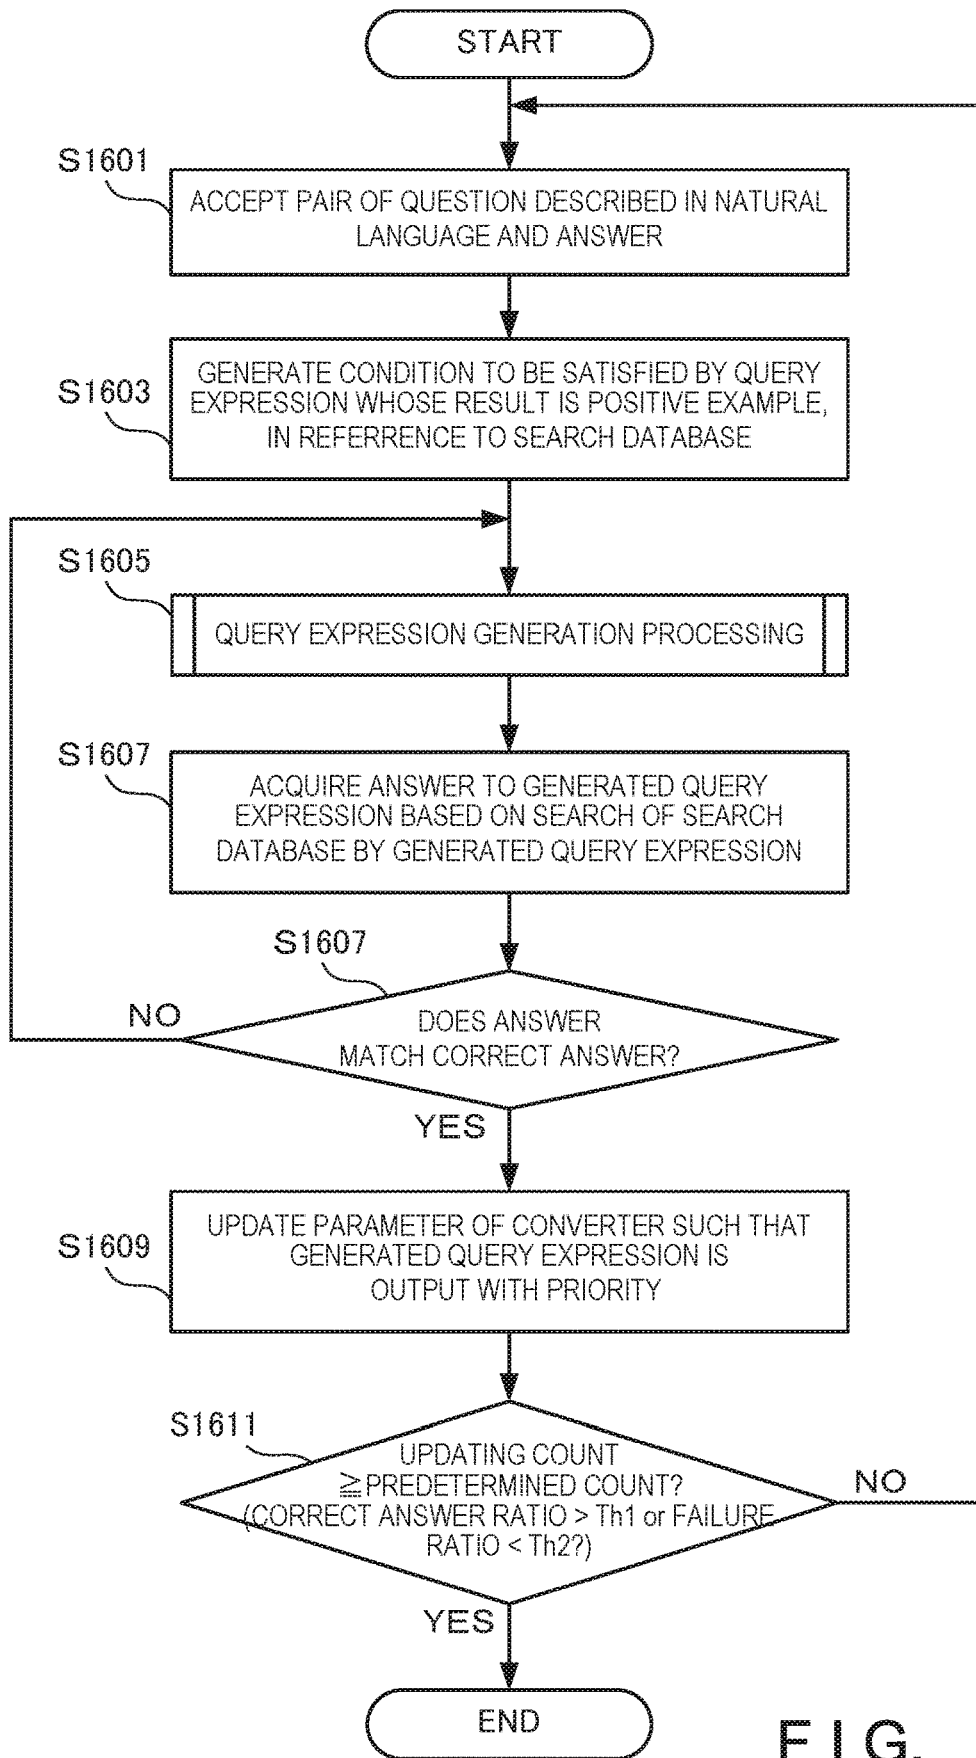 START
S1601
ACCEPT PAIR OF QUESTION DESCRIBED IN NATURAL
LANGUAGE AND ANSWER
S1603
GENERATE CONDITION TO BE SATISFIED BY QUERY
EXPRESSION WHOSE RESULT IS POSITIVE EXAMPLE,
IN REFERRENCE TO SEARCH DATABASE
S1605
QUERY EXPRESSION GENERATION PROCESSING
S1607
ACQUIRE ANSWER TO GENERATED QUERY
EXPRESSION BASED ON SEARCH OF SEARCH
DATABASE BY GENERATED QUERY EXPRESSION
S1607
NO
DOES ANSWER
MATCH CORRECT ANSWER?
YES
S1609
UPDATE PARAMETER OF CONVERTER SUCH THAT
GENERATED QUERY EXPRESSION IS
OUTPUT WITH PRIORITY
S1611
UPDATING COUNT
≧PREDETERMINED COUNT?
(CORRECT ANSWER RATIO > Th1 or FAILURE
RATIO < Th2?)
NO
YES
END
FIG.